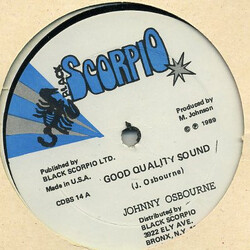 BLACK
SCORPIO
Produced by
M. Johnson
© ℗ 1989
Published by
BLACK SCORPIO LTD.
Made in U.S.A.
CDBS 14 A
GOOD QUALITY SOUND
(J. Osbourne)
JOHNNY OSBOURNE
Distributed by
BLACK SCORPIO
3922 ELY AVE,
BRONX, N.Y.